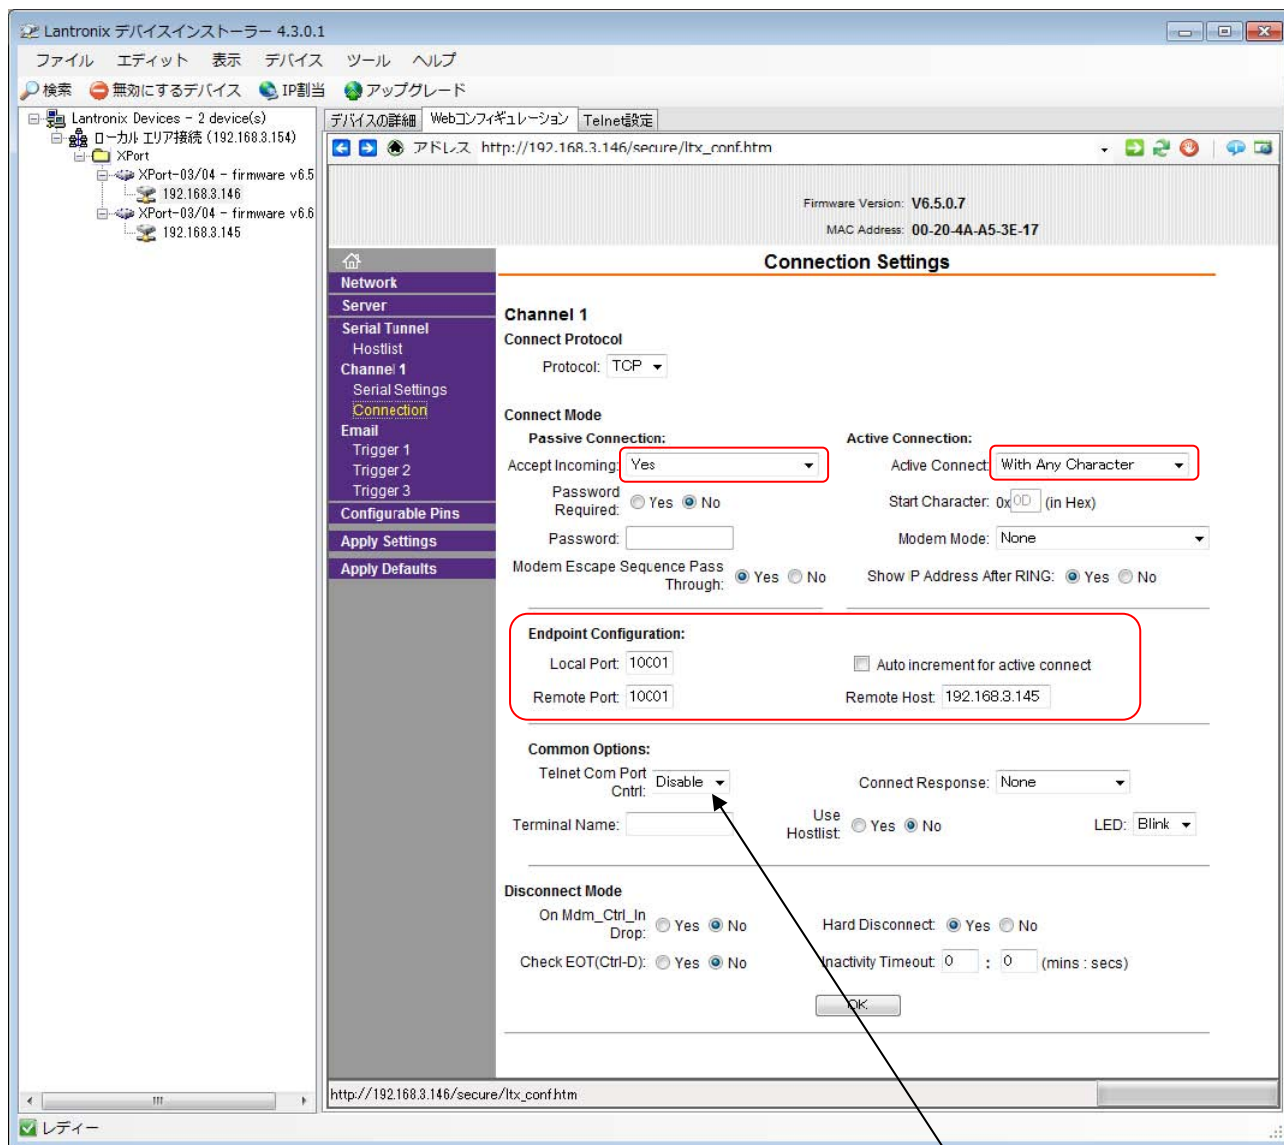 Lantronix デバイスインストーラー 4.3.0.1
ファイル エディット 表示 デバイス ツール ヘルプ
検索 無効にするデバイス IP割当 アップグレード
Lantronix Devices - 2 device(s)
ローカル エリア接続 (192.168.3.154)
XPort
XPort-03/04 - firmware v6.5
192.168.3.146
XPort-03/04 - firmware v6.6
192.168.3.145
デバイスの詳細 Webコンフィギュレーション Telnet設定
アドレス http://192.168.3.146/secure/ltx_conf.htm
Firmware Version: V6.5.0.7
MAC Address: 00-20-4A-A5-3E-17
Network
Server
Serial Tunnel
Hostlist
Channel 1
Serial Settings
Connection
Email
Trigger 1
Trigger 2
Trigger 3
Configurable Pins
Apply Settings
Apply Defaults
Connection Settings
Channel 1
Connect Protocol
Protocol: TCP
Connect Mode
Passive Connection: Active Connection:
Accept Incoming: Yes Active Connect: With Any Character
Password Required: Yes No Start Character: 0x 0D (in Hex)
Password: Modem Mode: None
Modem Escape Sequence Pass Through: Yes No Show IP Address After RING: Yes No
Endpoint Configuration:
Local Port: 10001 Auto increment for active connect
Remote Port: 10001 Remote Host: 192.168.3.145
Common Options:
Telnet Com Port Cntrl: Disable Connect Response: None
Terminal Name: Use Hostlist: Yes No LED: Blink
Disconnect Mode
On Mdm_Ctrl_In Drop: Yes No Hard Disconnect: Yes No
Check EOT(Ctrl-D): Yes No Inactivity Timeout: 0 : 0 (mins : secs)
OK
http://192.168.3.146/secure/ltx_conf.htm
レディー